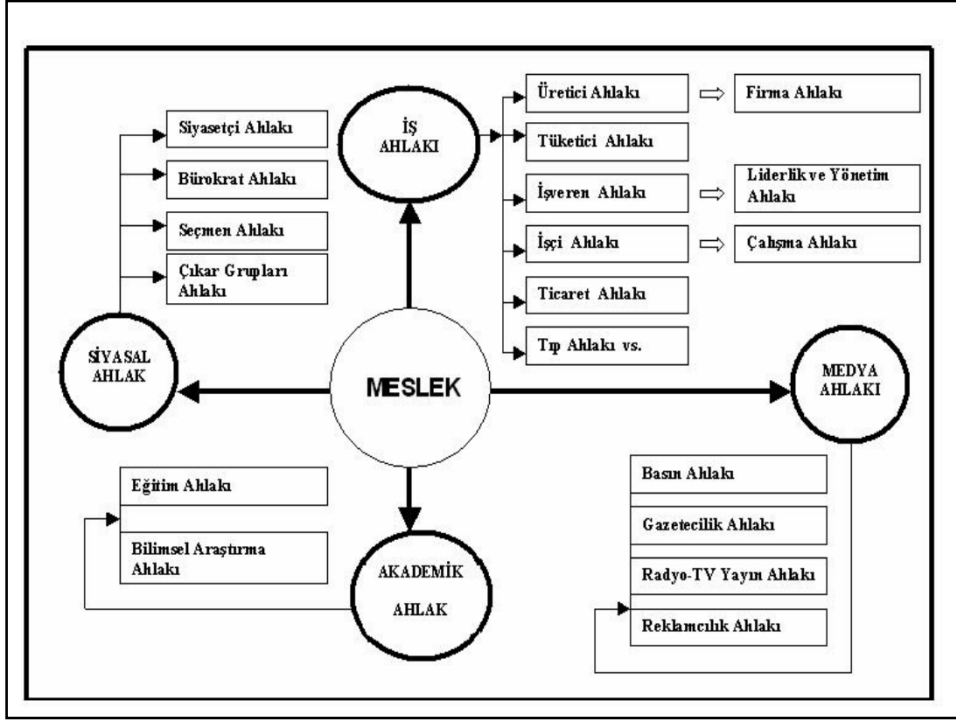 İŞ
AHLAKI
Üretici Ahlakı
Firma Ahlakı
Tüketici Ahlakı
İşveren Ahlakı
Liderlik ve Yönetim
Ahlakı
İşçi Ahlakı
Çalışma Ahlakı
Ticaret Ahlakı
Tıp Ahlakı vs.
Siyasetçi Ahlakı
Bürokrat Ahlakı
Seçmen Ahlakı
Çıkar Grupları
Ahlakı
SİYASAL
AHLAK
MESLEK
MEDYA
AHLAKI
Eğitim Ahlakı
Bilimsel Araştırma
Ahlakı
AKADEMİK
AHLAK
Basın Ahlakı
Gazetecilik Ahlakı
Radyo-TV Yayın Ahlakı
Reklamcılık Ahlakı